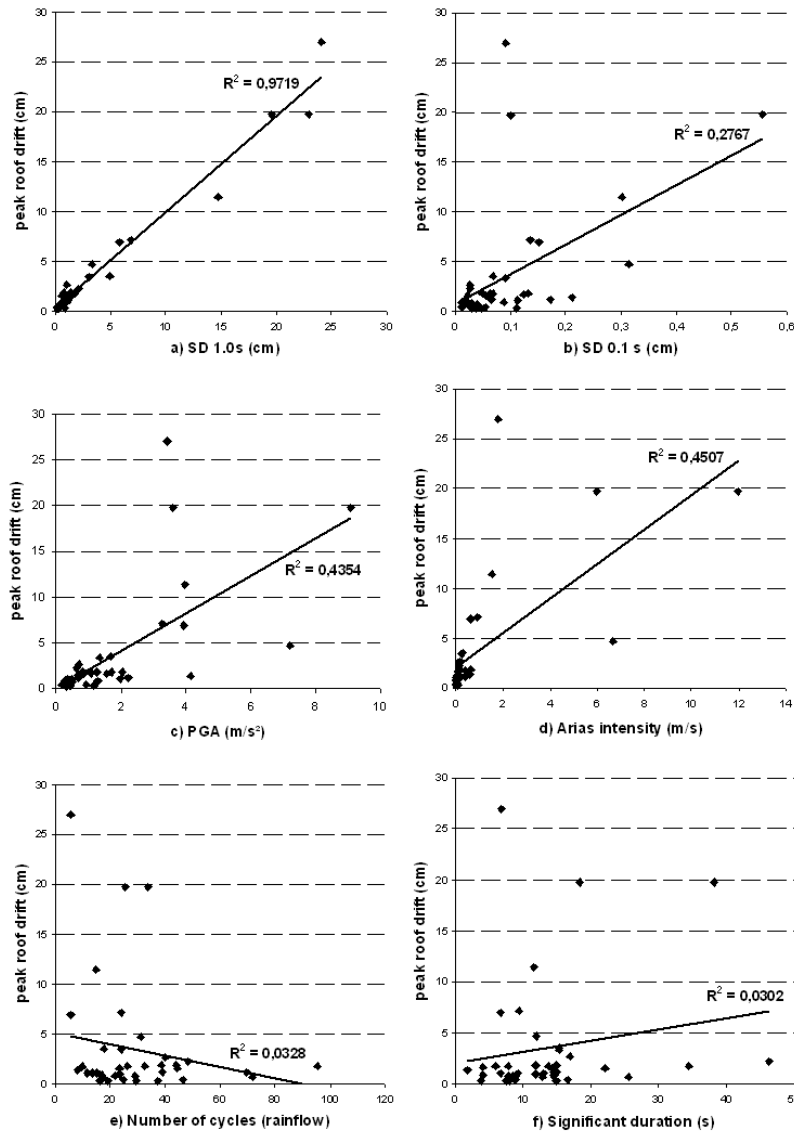 30
25
20
15
10
5
0
peak roof drift (cm)
R² = 0,9719
0 5 10 15 20 25 30
a) SD 1.0s (cm)
30
25
20
15
10
5
0
peak roof drift (cm)
R² = 0,2767
0 0,1 0,2 0,3 0,4 0,5 0,6
b) SD 0.1 s (cm)
30
25
20
15
10
5
0
peak roof drift (cm)
R² = 0,4354
0 2 4 6 8 10
c) PGA (m/s²)
30
25
20
15
10
5
0
peak roof drift (cm)
R² = 0,4507
0 2 4 6 8 10 12 14
d) Arias intensity (m/s)
30
25
20
15
10
5
0
peak roof drift (cm)
R² = 0,0328
0 20 40 60 80 100 120
e) Number of cycles (rainflow)
30
25
20
15
10
5
0
peak roof drift (cm)
R² = 0,0302
0 10 20 30 40 50
f) Significant duration (s)